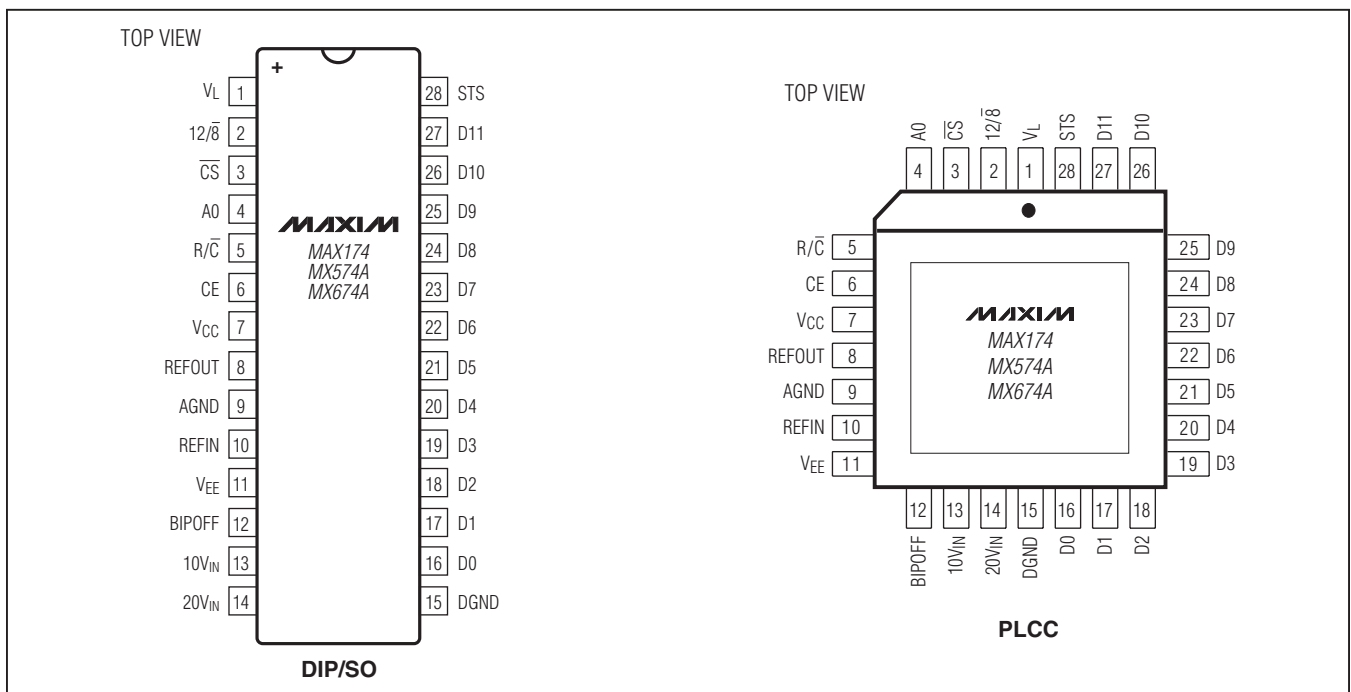 TOP VIEW
+
VL 1
12/8̅ 2
C̅S̅ 3
A0 4
R/C̅ 5
CE 6
VCC 7
REFOUT 8
AGND 9
REFIN 10
VEE 11
BIPOFF 12
10VIN 13
20VIN 14
MAXIM
MAX174
MX574A
MX674A
28 STS
27 D11
26 D10
25 D9
24 D8
23 D7
22 D6
21 D5
20 D4
19 D3
18 D2
17 D1
16 D0
15 DGND
DIP/SO
TOP VIEW
A0 C̅S̅ 12/8̅ VL STS D11 D10
4 3 2 1 28 27 26
R/C̅ 5
CE 6
VCC 7
REFOUT 8
AGND 9
REFIN 10
VEE 11
MAXIM
MAX174
MX574A
MX674A
25 D9
24 D8
23 D7
22 D6
21 D5
20 D4
19 D3
12 13 14 15 16 17 18
BIPOFF 10VIN 20VIN DGND D0 D1 D2
PLCC